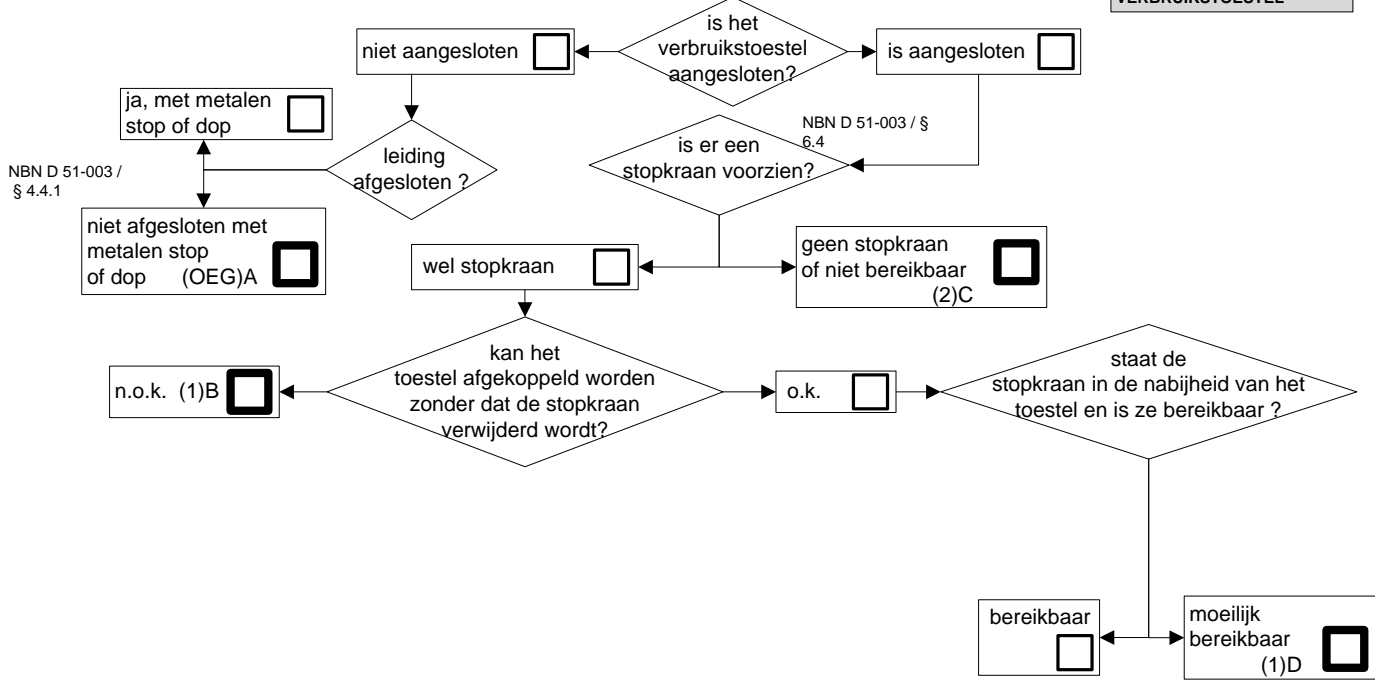 VERBRUIKSTOESTEL
is het
verbruikstoestel
aangesloten?
niet aangesloten
is aangesloten
ja, met metalen
stop of dop
leiding
afgesloten ?
NBN D 51-003 /
§ 4.4.1
niet afgesloten met
metalen stop
of dop (OEG)A
NBN D 51-003 / §
6.4
is er een
stopkraan voorzien?
wel stopkraan
geen stopkraan
of niet bereikbaar
(2)C
kan het
toestel afgekoppeld worden
zonder dat de stopkraan
verwijderd wordt?
n.o.k. (1)B
o.k.
staat de
stopkraan in de nabijheid van het
toestel en is ze bereikbaar ?
bereikbaar
moeilijk
bereikbaar
(1)D